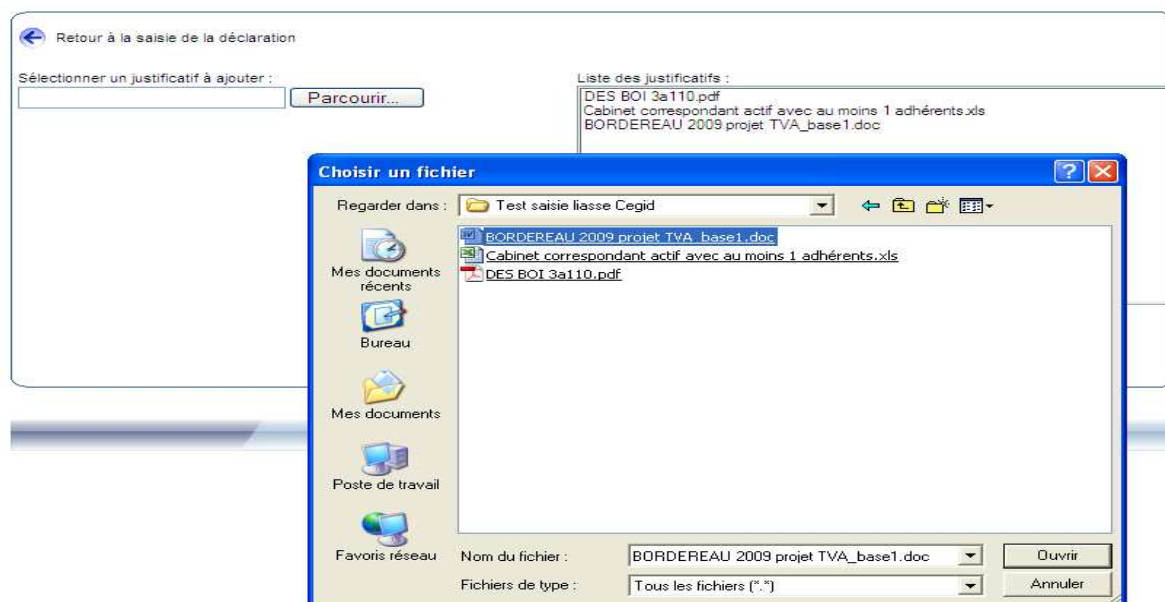 Retour à la saisie de la déclaration
Sélectionner un justificatif à ajouter :
Parcourir...
Liste des justificatifs :
DES BOI 3a110.pdf
Cabinet correspondant actif avec au moins 1 adhérents.xls
BORDEREAU 2009 projet TVA_base1.doc
Choisir un fichier
Regarder dans :
Test saisie liasse Cegid
BORDEREAU 2009 projet TVA_base1.doc
Cabinet correspondant actif avec au moins 1 adhérents.xls
DES BOI 3a110.pdf
Mes documents
récents
Bureau
Mes documents
Poste de travail
Favoris réseau
Nom du fichier :
BORDEREAU 2009 projet TVA_base1.doc
Ouvrir
Fichiers de type :
Tous les fichiers (*.*)
Annuler